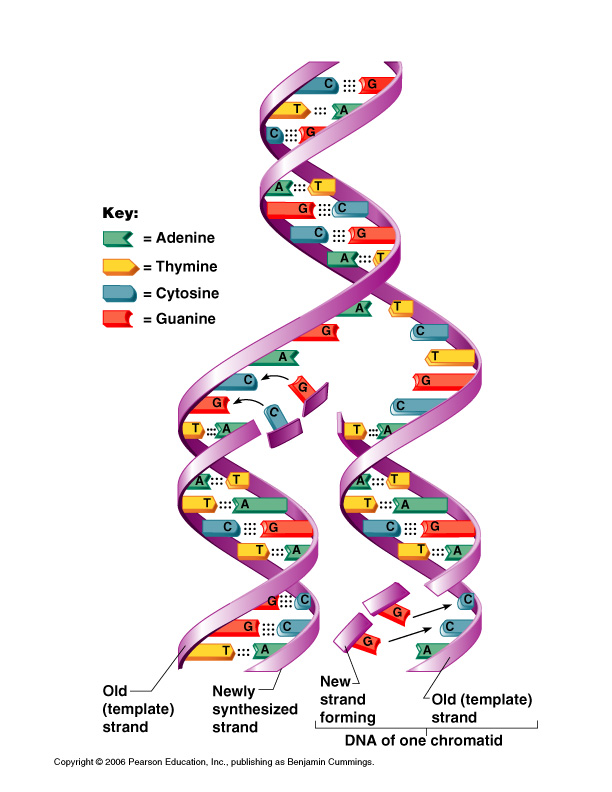 C G
T A
C G
A T
G C
C G
A T
Key:
= Adenine
= Thymine
= Cytosine
= Guanine
A T
G C
A T
C G G
G C C
T A T A
A T A T
T A T A
C G C G
T A T A
G C G C
G C G C
T A A
Old
(template)
strand
Newly
synthesized
strand
New
strand
forming
Old (template)
strand
DNA of one chromatid
Copyright © 2006 Pearson Education, Inc., publishing as Benjamin Cummings.